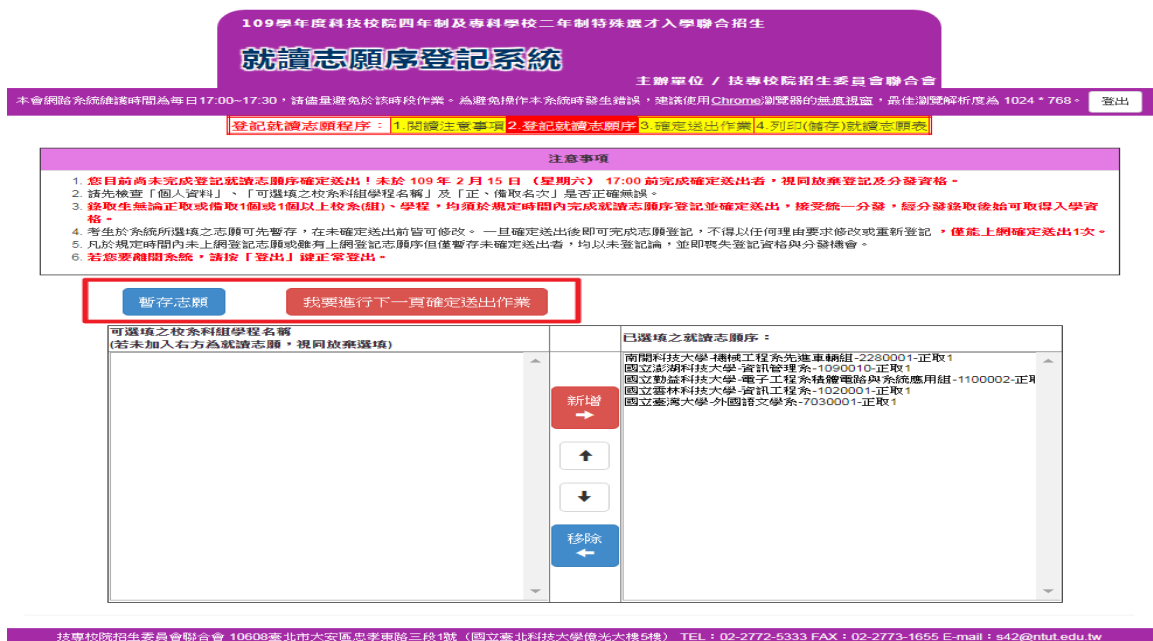 109學年度科技校院四年制及專科學校二年制特殊選才入學聯合招生
就讀志願序登記系統
主辦單位 / 技專校院招生委員會聯合會
本會網路系統維護時間為每日17:00~17:30，請儘量避免於該時段作業。為避免操作本系統時發生錯誤，建議使用Chrome瀏覽器的無痕視窗，最佳瀏覽解析度為 1024 * 768。 登出
登記就讀志願程序： 1.閱讀注意事項 2.登記就讀志願序 3.確定送出作業 4.列印(儲存)就讀志願表
注意事項
1. 您目前尚未完成登記就讀志願序確定送出！未於 109 年 2 月 15 日 （星期六） 17:00 前完成確定送出者，視同放棄登記及分發資格。
2. 請先檢查「個人資料」、「可選填之校系科組學程名稱」及「正、備取名次」是否正確無誤。
3. 錄取生無論正取或備取1個或1個以上校系(組)、學程，均須於規定時間內完成就讀志願序登記並確定送出，接受統一分發，經分發錄取後始可取得入學資
格。
4. 考生於系統所選填之志願可先暫存，在未確定送出前皆可修改。 一旦確定送出後即可完成志願登記，不得以任何理由要求修改或重新登記 ，僅能上網確定送出1次。
5. 凡於規定時間內未上網登記志願或雖有上網登記志願序但僅暫存未確定送出者，均以未登記論，並即喪失登記資格與分發機會。
6. 若您要離開系統，請按「登出」鍵正常登出。
暫存志願 我要進行下一頁確定送出作業
可選填之校系科組學程名稱
(若未加入右方為就讀志願，視同放棄選填)
已選填之就讀志願序：
南開科技大學-機械工程系先進車輛組-2280001-正取1
國立澎湖科技大學-資訊管理系-1090010-正取1
國立勤益科技大學-電子工程系積體電路與系統應用組-1100002-正取
國立雲林科技大學-資訊工程系-1020001-正取1
國立臺灣大學-外國語文學系-7030001-正取1
新增
移除
技專校院招生委員會聯合會 10608臺北市大安區忠孝東路三段1號（國立臺北科技大學億光大樓5樓） TEL：02-2772-5333 FAX：02-2773-1655 E-mail：s42@ntut.edu.tw